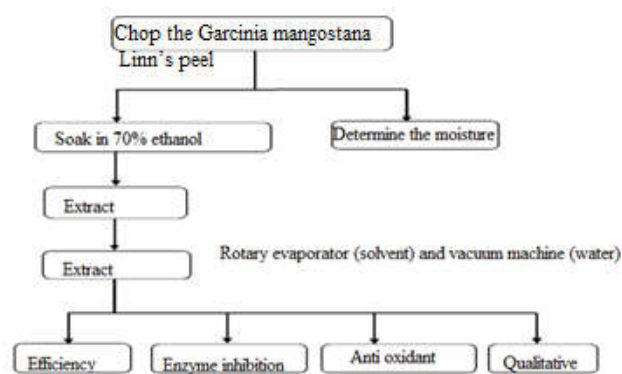 Chop the Garcinia mangostana
Linn's peel
Soak in 70% ethanol
Determine the moisture
Extract
Rotary evaporator (solvent) and vacuum machine (water)
Extract
Efficiency
Enzyme inhibition
Anti oxidant
Qualitative